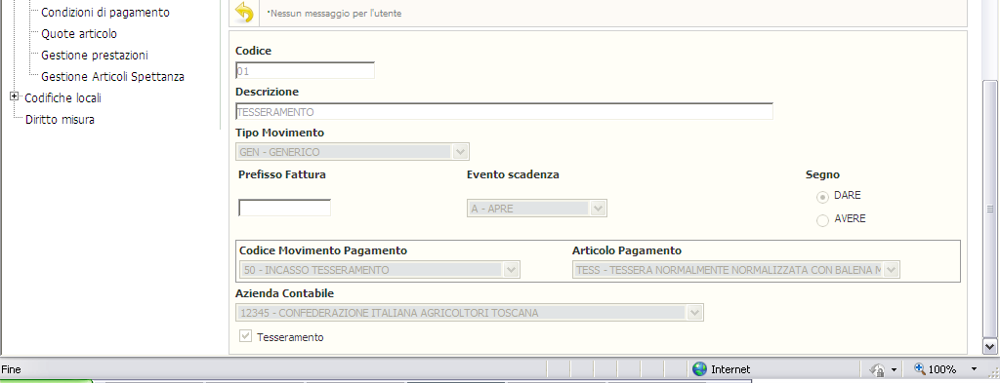 Condizioni di pagamento
Quote articolo
Gestione prestazioni
Gestione Articoli Spettanza
Codifiche locali
Diritto misura
·Nessun messaggio per l'utente
Codice
01
Descrizione
TESSERAMENTO
Tipo Movimento
GEN - GENERICO
Prefisso Fattura Evento scadenza Segno
A - APRE
DARE
AVERE
Codice Movimento Pagamento Articolo Pagamento
50 - INCASSO TESSERAMENTO TESS - TESSERA NORMALMENTE NORMALIZZATA CON BALENA
Azienda Contabile
12345 - CONFEDERAZIONE ITALIANA AGRICOLTORI TOSCANA
Tesseramento
Fine Internet 100%